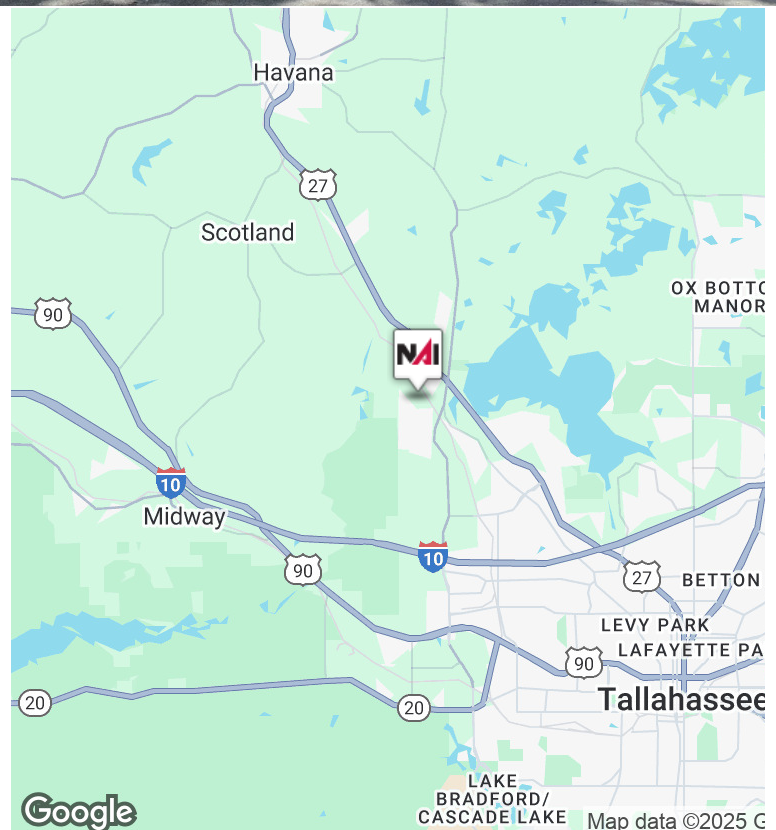 Havana
27
Scotland
OX BOTTO
MANOR
90
NAI
10
Midway
10
90
27
BETTON
LEVY PARK
LAFAYETTE PA
90
Tallahassee
20
20
LAKE
BRADFORD/
CASCADE LAKE
Google
Map data ©2025 G